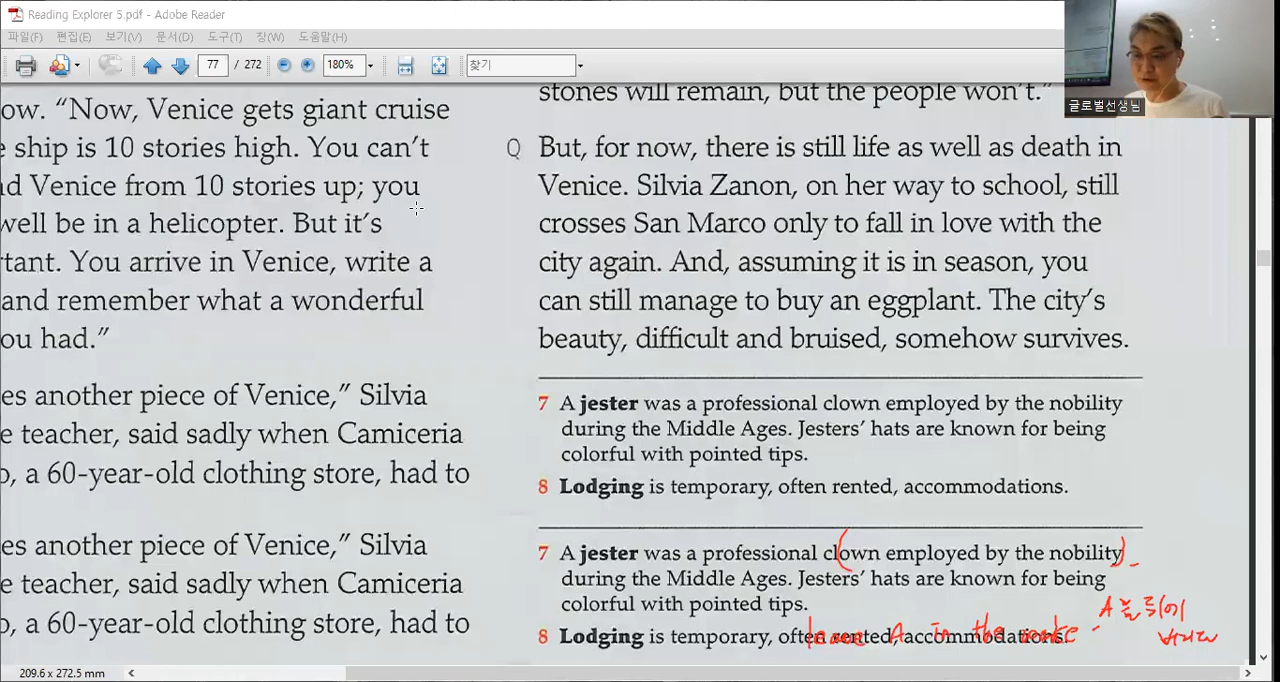 Reading Explorer 5.pdf - Adobe Reader
파일(F) 편집(E) 보기(V) 문서(D) 도구(T) 창(W) 도움말(H)
77 / 272 180% 찾기
글로벌선생님
ow. “Now, Venice gets giant cruise
ship is 10 stories high. You can’t
d Venice from 10 stories up; you
well be in a helicopter. But it’s
tant. You arrive in Venice, write a
and remember what a wonderful
ou had.”
es another piece of Venice,” Silvia
e teacher, said sadly when Camiceria
o, a 60-year-old clothing store, had to
es another piece of Venice,” Silvia
e teacher, said sadly when Camiceria
o, a 60-year-old clothing store, had to
stones will remain, but the people won’t.”
Q But, for now, there is still life as well as death in
Venice. Silvia Zanon, on her way to school, still
crosses San Marco only to fall in love with the
city again. And, assuming it is in season, you
can still manage to buy an eggplant. The city’s
beauty, difficult and bruised, somehow survives.
7 A jester was a professional clown employed by the nobility
during the Middle Ages. Jesters’ hats are known for being
colorful with pointed tips.
8 Lodging is temporary, often rented, accommodations.
7 A jester was a professional clown employed by the nobility
during the Middle Ages. Jesters’ hats are known for being
colorful with pointed tips.
8 Lodging is temporary, often rented, accommodations.
leave A in the wake
209.6 x 272.5 mm